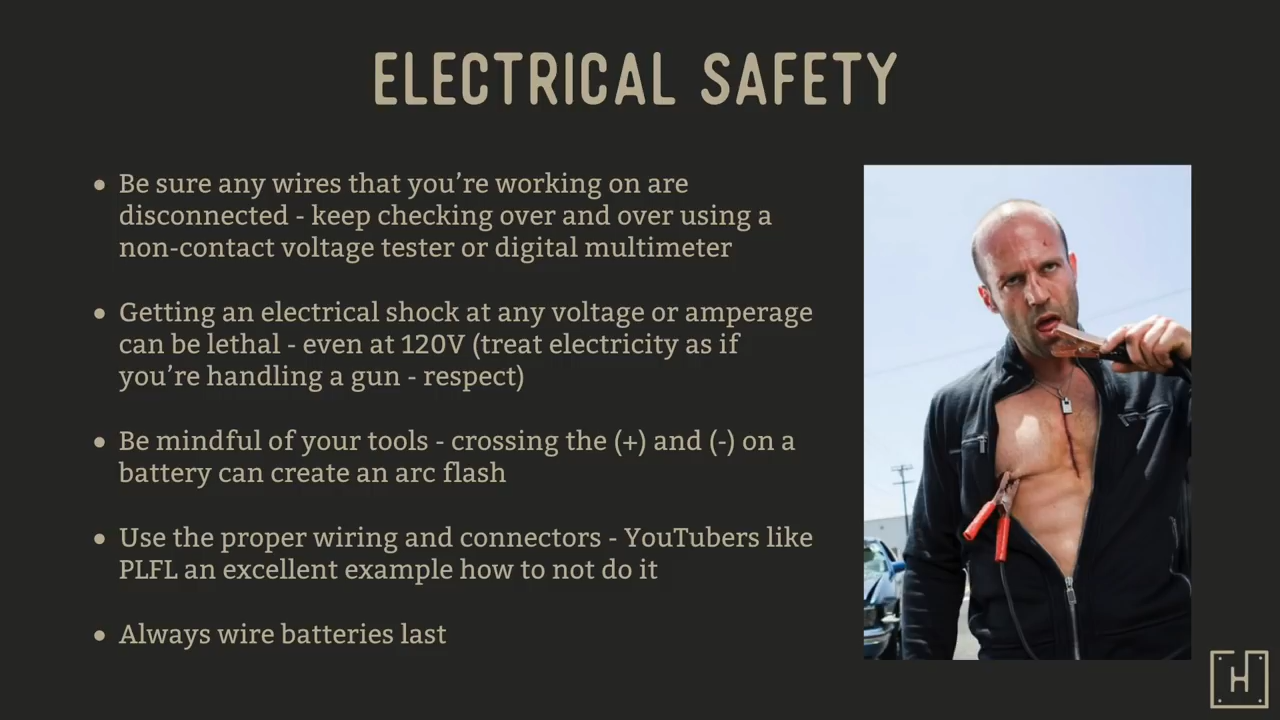 ELECTRICAL SAFETY
• Be sure any wires that you’re working on are
disconnected - keep checking over and over using a
non-contact voltage tester or digital multimeter
• Getting an electrical shock at any voltage or amperage
can be lethal - even at 120V (treat electricity as if
you’re handling a gun - respect)
• Be mindful of your tools - crossing the (+) and (-) on a
battery can create an arc flash
• Use the proper wiring and connectors - YouTubers like
PLFL an excellent example how to not do it
• Always wire batteries last
H